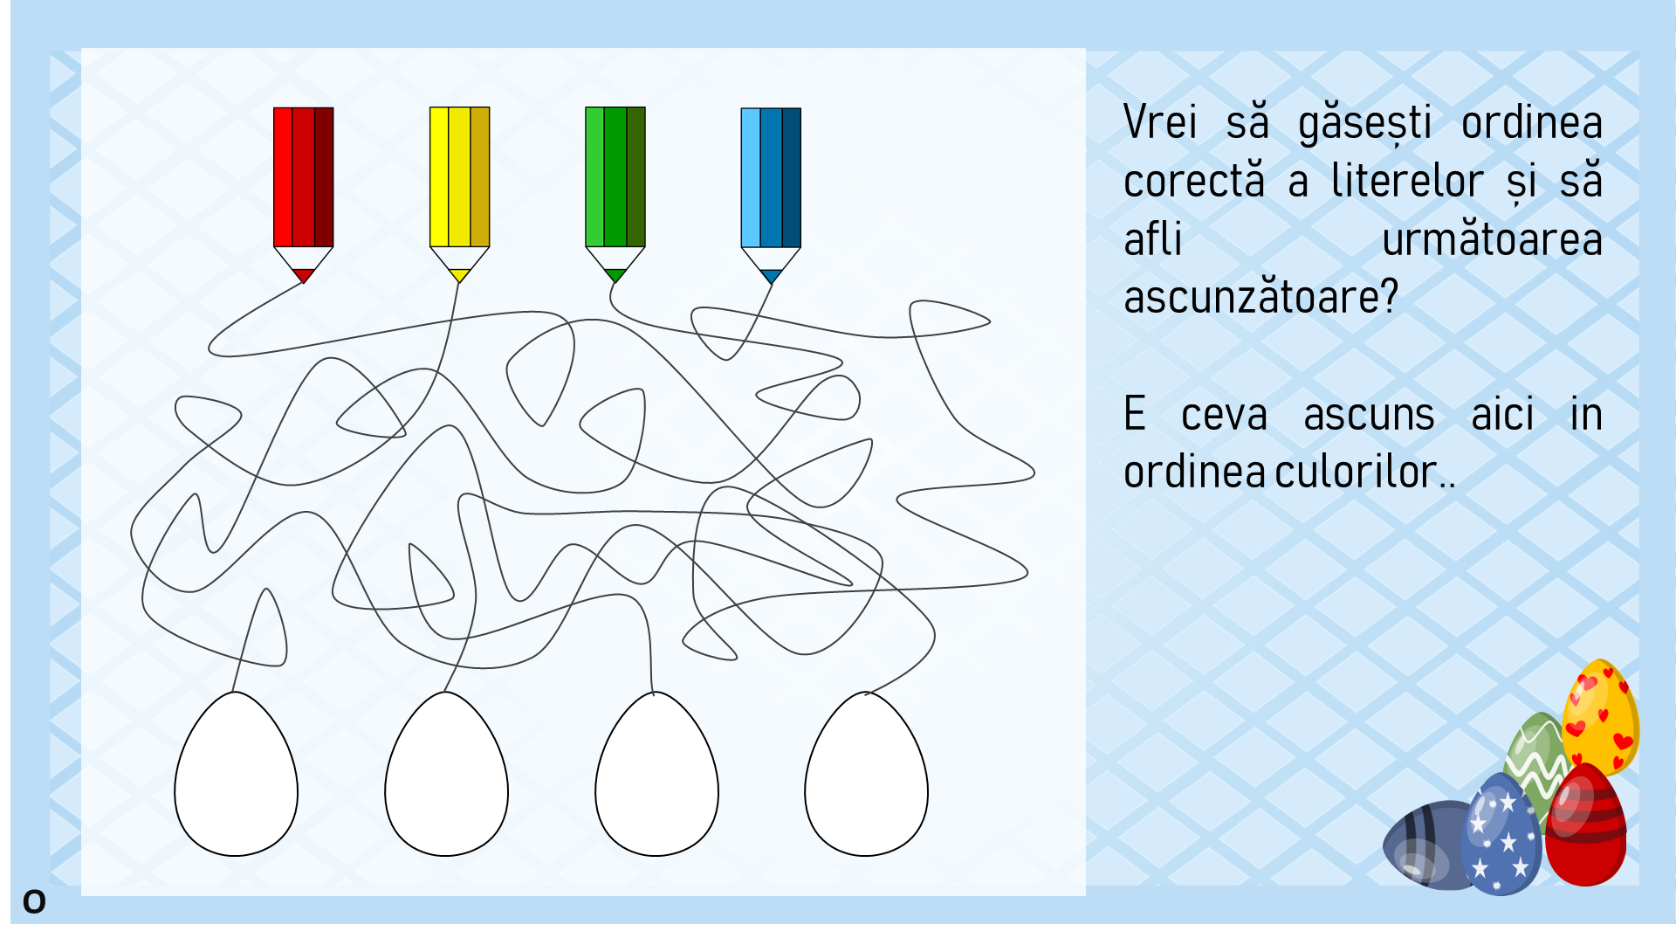 Vrei să găsești ordinea
corectă a literelor și să
afli următoarea
ascunzătoare?
E ceva ascuns aici in
ordinea culorilor..
O